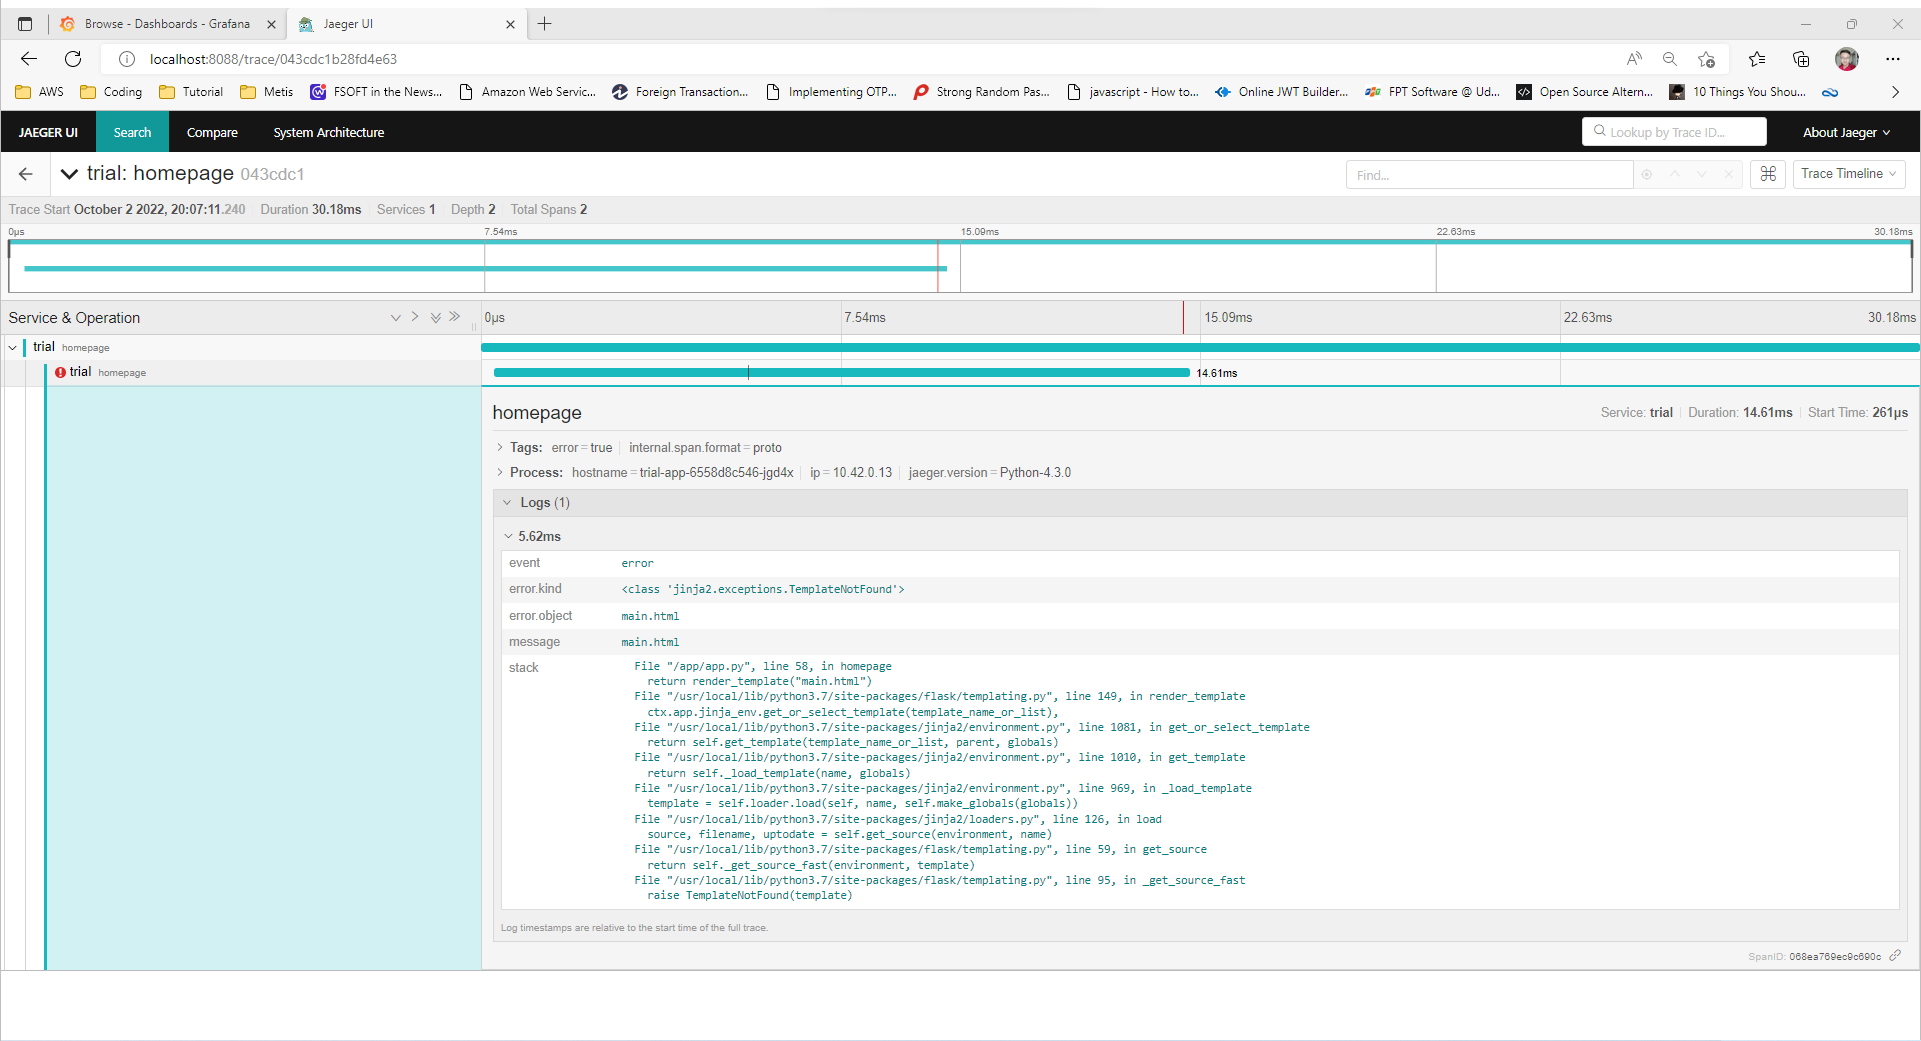 Browse - Dashboards - Grafana
Jaeger UI
localhost:8088/trace/043cdc1b28fd4e63
AWS Coding Tutorial Metis FSOFT in the News... Amazon Web Servic... Foreign Transaction... Implementing OTP... Strong Random Pas... javascript - How to... Online JWT Builder... FPT Software @ Ud... Open Source Altern... 10 Things You Shou...
JAEGER UI Search Compare System Architecture Lookup by Trace ID... About Jaeger
trial: homepage 043cdc1 Find... Trace Timeline
Trace Start October 2 2022, 20:07:11.240 Duration 30.18ms Services 1 Depth 2 Total Spans 2
0μs 7.54ms 15.09ms 22.63ms 30.18ms
Service & Operation 0μs 7.54ms 15.09ms 22.63ms 30.18ms
trial homepage
trial homepage 14.61ms
homepage Service: trial Duration: 14.61ms Start Time: 261μs
Tags: error = true internal.span.format = proto
Process: hostname = trial-app-6558d8c546-jgd4x ip = 10.42.0.13 jaeger.version = Python-4.3.0
Logs (1)
5.62ms
event error
error.kind <class 'jinja2.exceptions.TemplateNotFound'>
error.object main.html
message main.html
stack File "/app/app.py", line 58, in homepage
return render_template("main.html")
File "/usr/local/lib/python3.7/site-packages/flask/templating.py", line 149, in render_template
ctx.app.jinja_env.get_or_select_template(template_name_or_list),
File "/usr/local/lib/python3.7/site-packages/jinja2/environment.py", line 1081, in get_or_select_template
return self.get_template(template_name_or_list, parent, globals)
File "/usr/local/lib/python3.7/site-packages/jinja2/environment.py", line 1010, in get_template
return self._load_template(name, globals)
File "/usr/local/lib/python3.7/site-packages/jinja2/environment.py", line 969, in _load_template
template = self.loader.load(self, name, self.make_globals(globals))
File "/usr/local/lib/python3.7/site-packages/jinja2/loaders.py", line 126, in load
source, filename, uptodate = self.get_source(environment, name)
File "/usr/local/lib/python3.7/site-packages/flask/templating.py", line 59, in get_source
return self._get_source_fast(environment, template)
File "/usr/local/lib/python3.7/site-packages/flask/templating.py", line 95, in _get_source_fast
raise TemplateNotFound(template)
Log timestamps are relative to the start time of the full trace.
SpanID: 068ea769ec9c690c